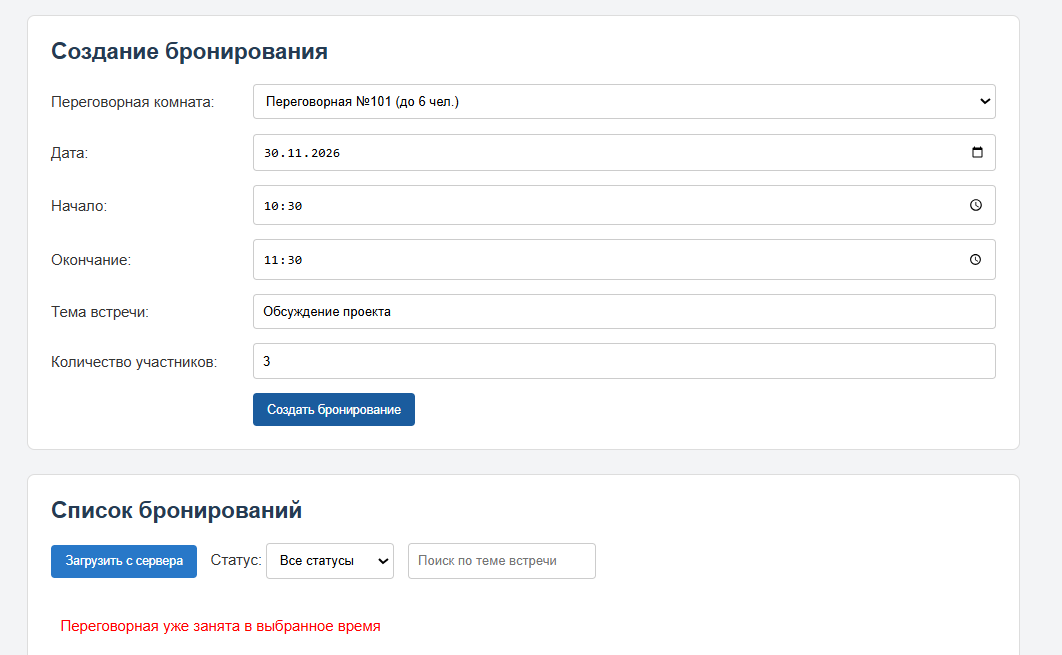 Создание бронирования
Переговорная комната: Переговорная №101 (до 6 чел.)
Дата: 30.11.2026
Начало: 10:30
Окончание: 11:30
Тема встречи: Обсуждение проекта
Количество участников: 3
Создать бронирование
Список бронирований
Загрузить с сервера Статус: Все статусы Поиск по теме встречи
Переговорная уже занята в выбранное время